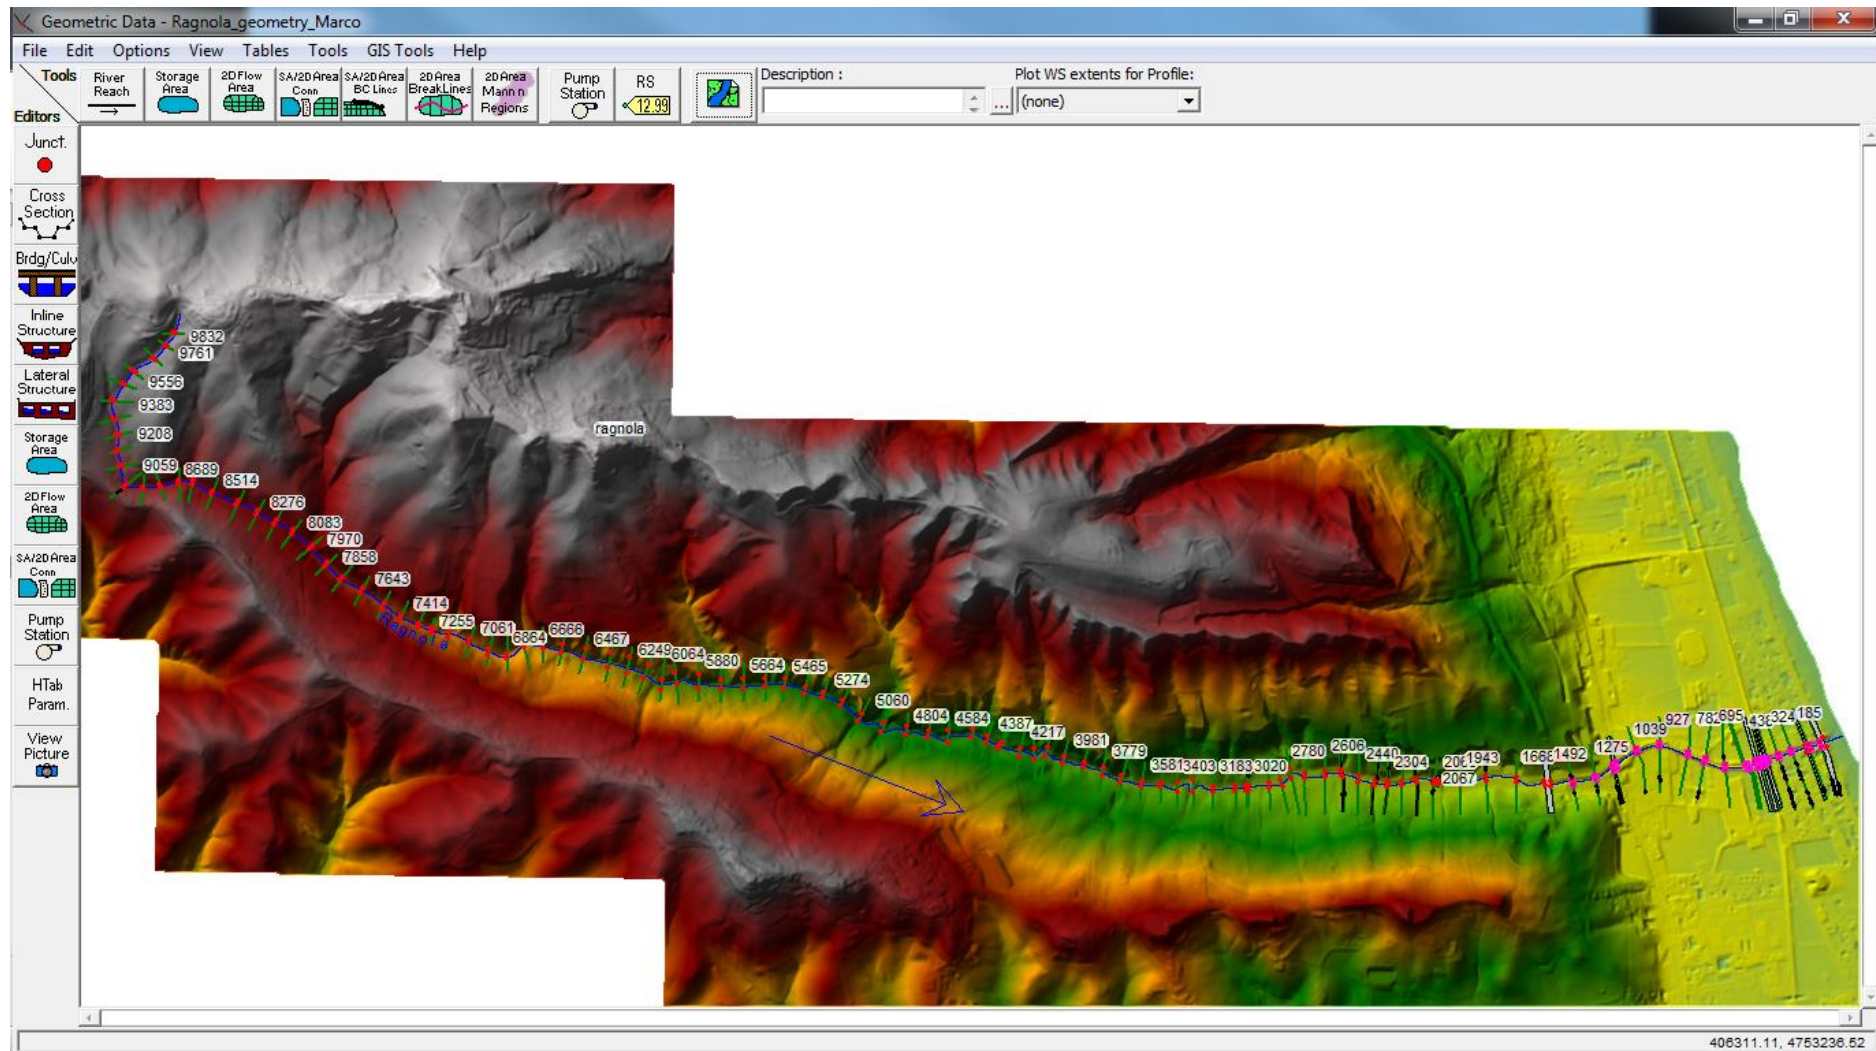 Geometric Data - Ragnola_geometry_Marco
File Edit Options View Tables Tools GIS Tools Help
Tools
Editors
River
Reach
Storage
Area
2D Flow
Area
SA/2D Area
Conn
SA/2D Area
BC Lines
2D Area
BreakLines
2D Area
Mann n
Regions
Pump
Station
RS
12.99
Description :
...
Plot WS extents for Profile:
(none)
Junct.
Cross
Section
Brdg/Culv
Inline
Structure
Lateral
Structure
Storage
Area
2D Flow
Area
SA/2D Area
Conn
Pump
Station
HTab
Param.
View
Picture
9832
9761
9556
9383
9208
9059
8689
8514
8276
8083
7970
7858
7643
7414
7255
7061
6864
6666
6467
6249
6064
5880
5664
5465
5274
5060
4804
4584
4387
4217
3981
3779
3581
3403
3183
3020
2780
2606
2440
2304
2067
1943
1668
1492
1275
1039
927
782
695
324
185
ragnola
Ragnola
406311.11, 4753236.52